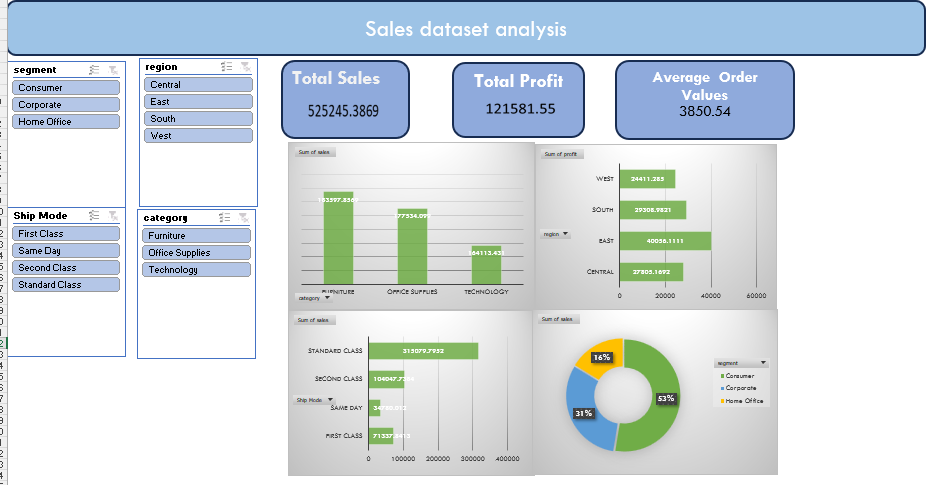 Sales dataset analysis
segment
Consumer
Corporate
Home Office
region
Central
East
South
West
Ship Mode
First Class
Same Day
Second Class
Standard Class
category
Furniture
Office Supplies
Technology
Total Sales
525245.3869
Total Profit
121581.55
Average Order
Values
3850.54
Sum of sales
FURNITURE
OFFICE SUPPLIES
TECHNOLOGY
category
Sum of profit
WEST
24411.285
SOUTH
29308.9821
region
EAST
40056.1111
CENTRAL
27805.1692
0 20000 40000 60000
Sum of sales
STANDARD CLASS
315079.7952
SECOND CLASS
Ship Mode
SAME DAY
FIRST CLASS
0 100000 200000 300000 400000
Sum of sales
16%
31%
53%
segment
Consumer
Corporate
Home Office